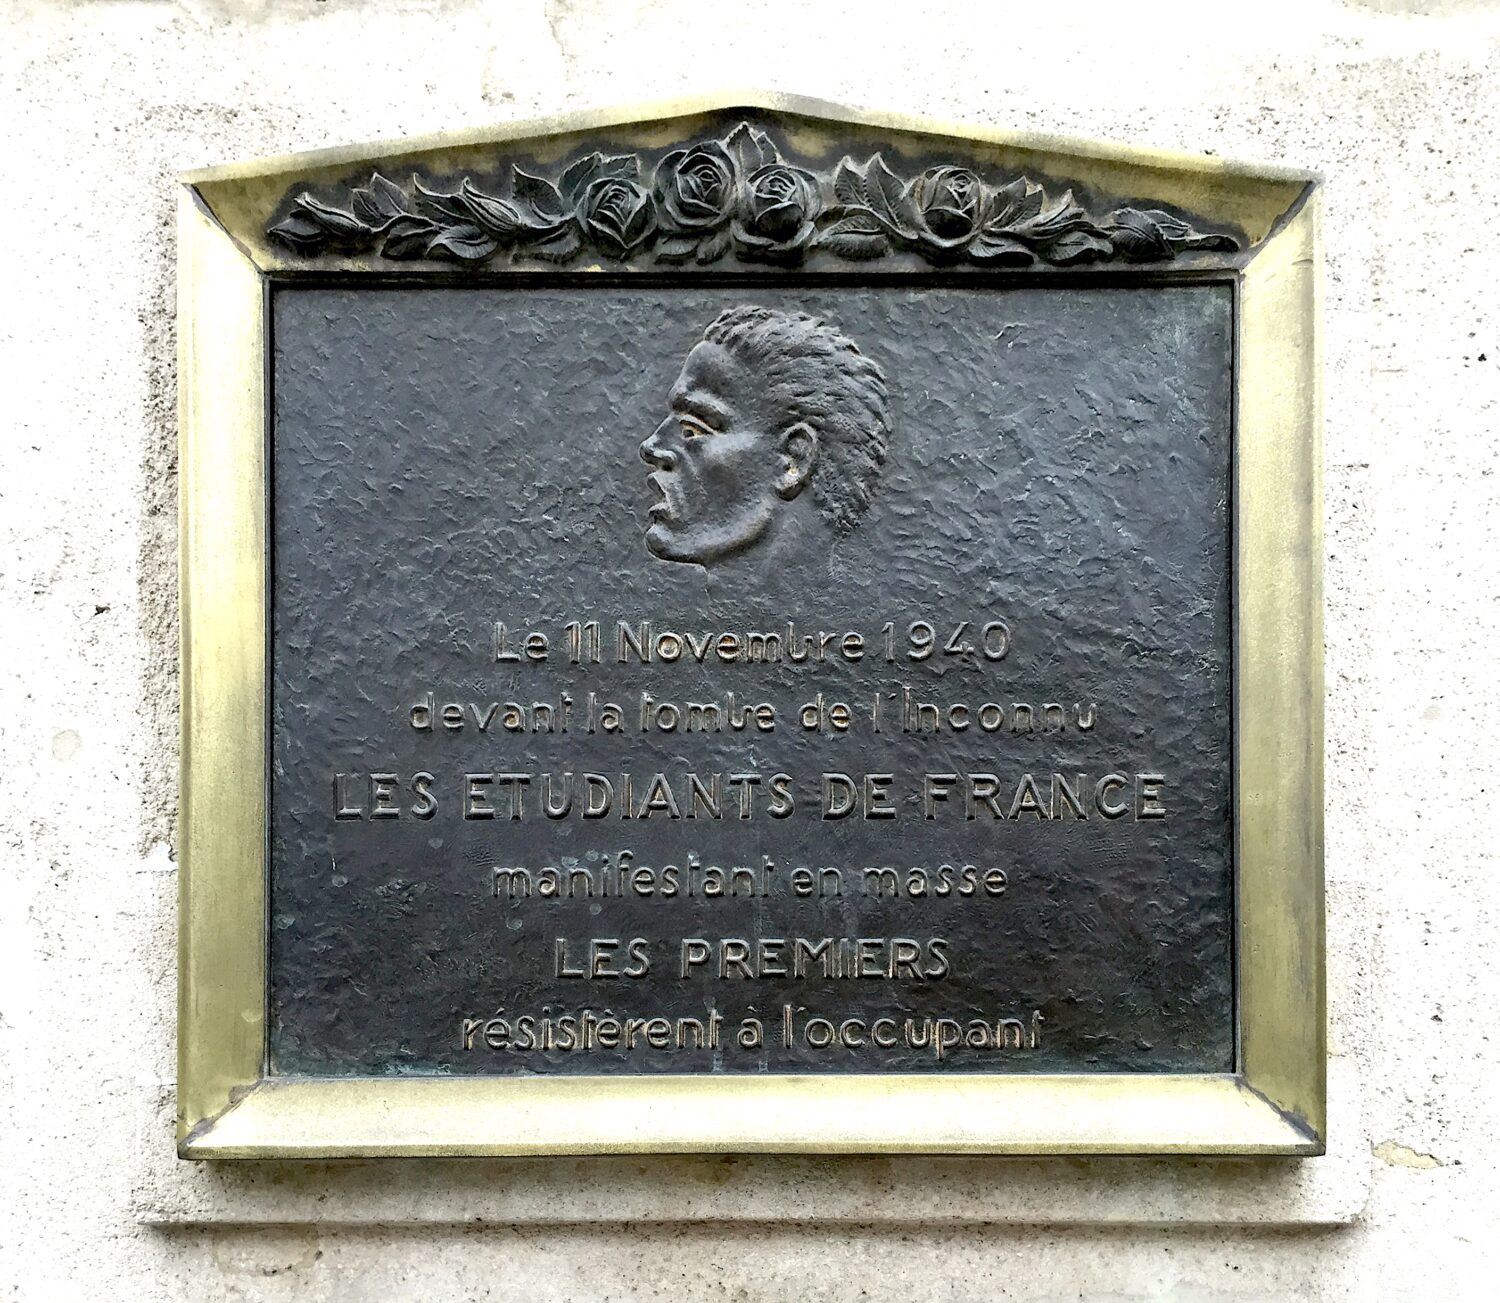 Le 11 Novembre 1940
devant la tombe de l'Inconnu
LES ETUDIANTS DE FRANCE
manifestant en masse
LES PREMIERS
résistèrent à l'occupant